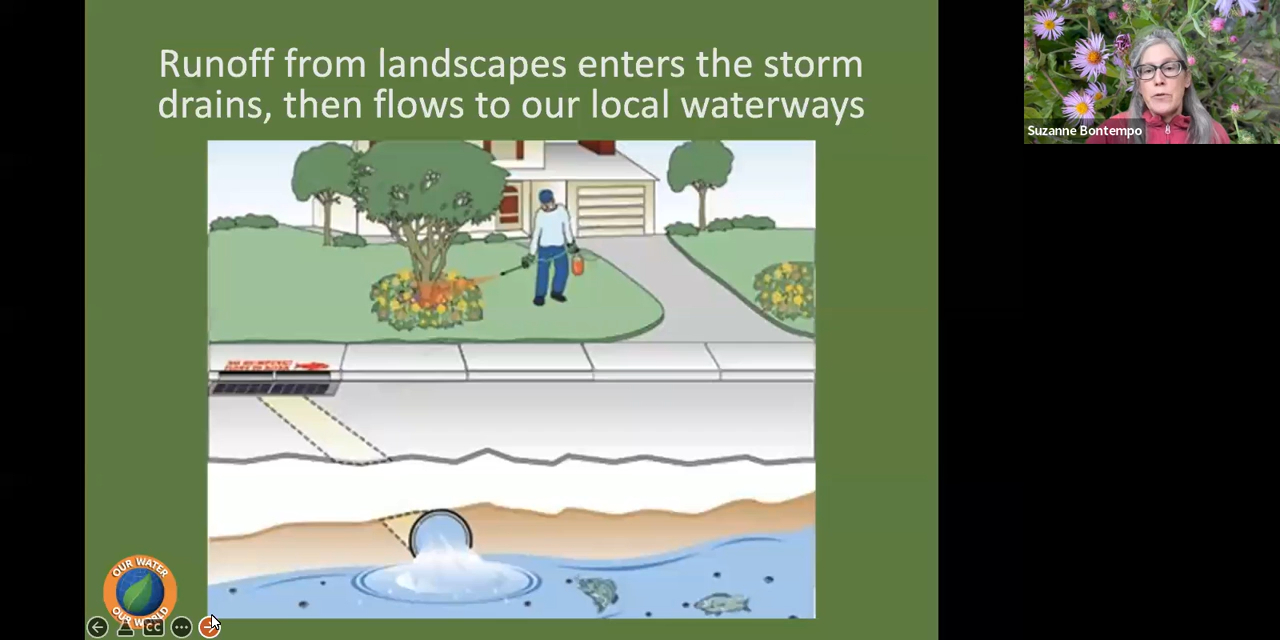 Runoff from landscapes enters the storm
drains, then flows to our local waterways
Suzanne Bontempo
OUR WATER
OUR WORLD
CC